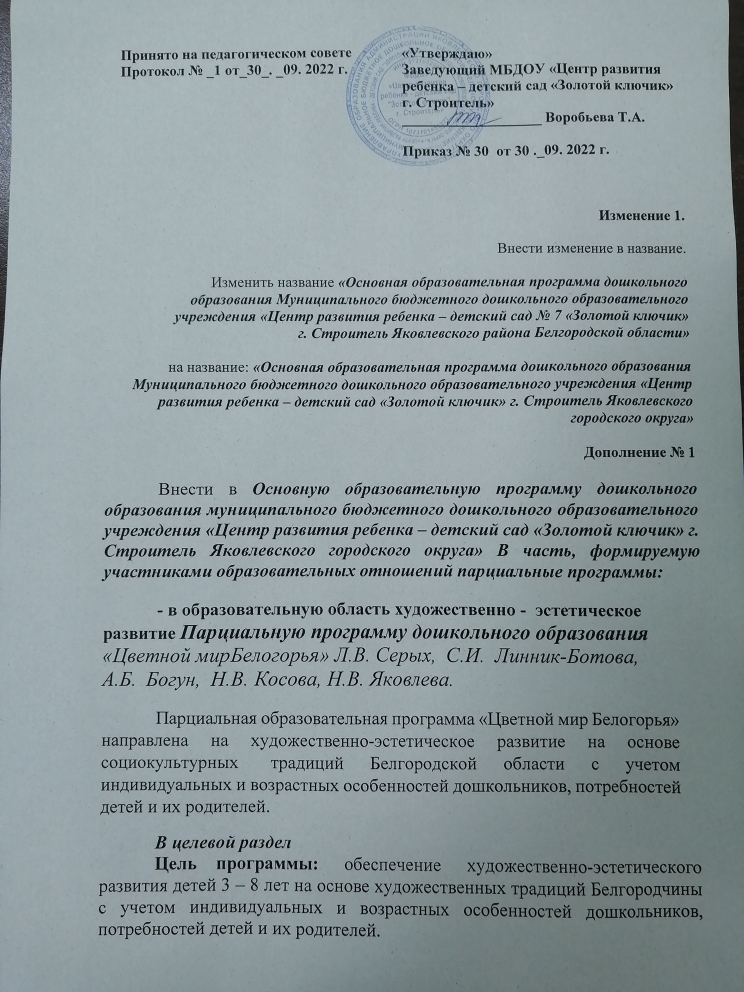 Принято на педагогическом совете
Протокол № _1 от_30_. _09. 2022 г.
«Утверждаю»
Заведующий МБДОУ «Центр развития
ребенка – детский сад «Золотой ключик»
г. Строитель»
____________________ Воробьева Т.А.
Приказ № 30 от 30 ._09. 2022 г.
Изменение 1.
Внести изменение в название.
Изменить название «Основная образовательная программа дошкольного
образования Муниципального бюджетного дошкольного образовательного
учреждения «Центр развития ребенка – детский сад № 7 «Золотой ключик»
г. Строитель Яковлевского района Белгородской области»
на название: «Основная образовательная программа дошкольного образования
Муниципального бюджетного дошкольного образовательного учреждения «Центр
развития ребенка – детский сад «Золотой ключик» г. Строитель Яковлевского
городского округа»
Дополнение № 1
Внести в Основную образовательную программу дошкольного
образования муниципального бюджетного дошкольного образовательного
учреждения «Центр развития ребенка – детский сад «Золотой ключик» г.
Строитель Яковлевского городского округа» В часть, формируемую
участниками образовательных отношений парциальные программы:
- в образовательную область художественно - эстетическое
развитие Парциальную программу дошкольного образования
«Цветной мирБелогорья» Л.В. Серых, С.И. Линник-Ботова,
А.Б. Богун, Н.В. Косова, Н.В. Яковлева.
Парциальная образовательная программа «Цветной мир Белогорья»
направлена на художественно-эстетическое развитие на основе
социокультурных традиций Белгородской области с учетом
индивидуальных и возрастных особенностей дошкольников, потребностей
детей и их родителей.
В целевой раздел
Цель программы: обеспечение художественно-эстетического
развития детей 3 – 8 лет на основе художественных традиций Белгородчины
с учетом индивидуальных и возрастных особенностей дошкольников,
потребностей детей и их родителей.